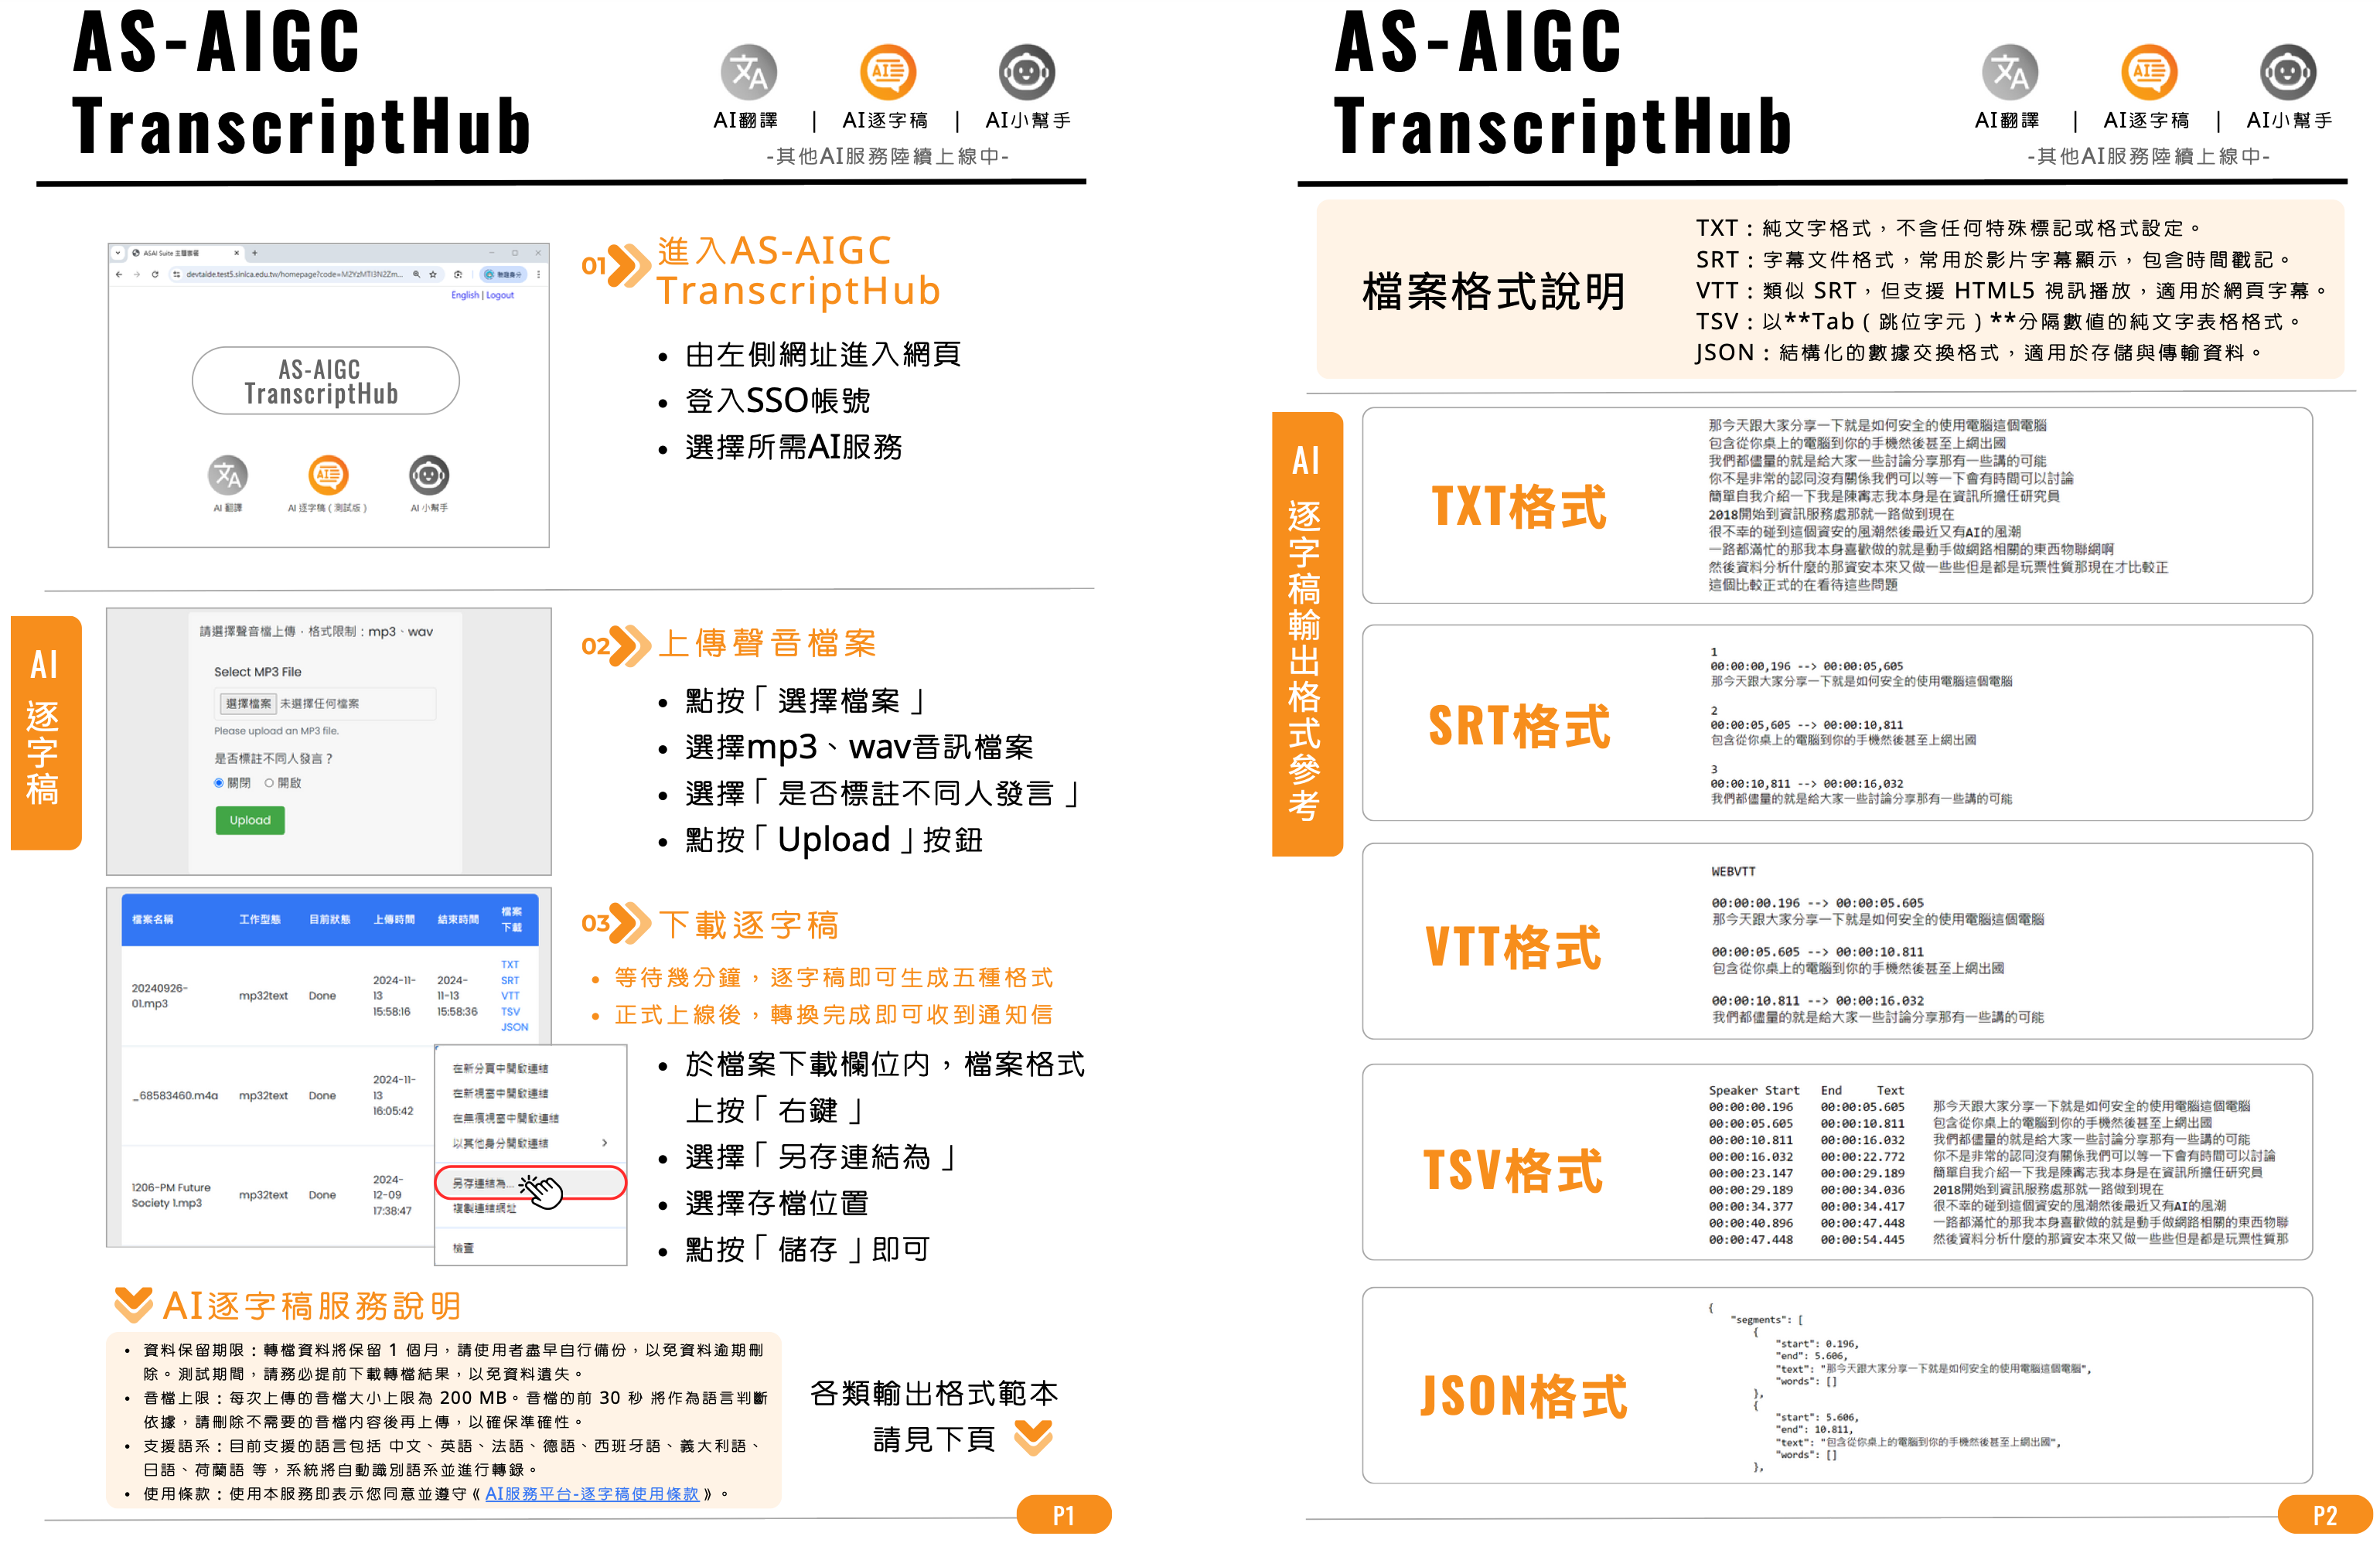 AS-AIGC
TranscriptHub
AI翻譯 | AI逐字稿 | AI小幫手
-其他AI服務陸續上線中-
ASAI Suite 主題套組
devtaide.test5.sinica.edu.tw/homepage?code=M2YzMTI3N2Zm...
English | Logout
AS-AIGC
TranscriptHub
AI 翻譯
AI 逐字稿（測試版）
AI 小幫手
01
進入AS-AIGC
TranscriptHub
• 由左側網址進入網頁
• 登入SSO帳號
• 選擇所需AI服務
AI 逐字稿
請選擇聲音檔上傳，格式限制：mp3、wav
Select MP3 File
選擇檔案 未選擇任何檔案
Please upload an MP3 file.
是否標註不同人發言？
關閉 開啟
Upload
02
上傳聲音檔案
• 點按「選擇檔案」
• 選擇mp3、wav音訊檔案
• 選擇「是否標註不同人發言」
• 點按「Upload」按鈕
檔案名稱 工作型態 目前狀態 上傳時間 結束時間 檔案下載
20240926-01.mp3 mp32text Done 2024-11-13 15:58:16 2024-11-13 15:58:36 TXT SRT VTT TSV JSON
_68583460.m4a mp32text Done 2024-11-13 16:05:42
1206-PM Future Society 1.mp3 mp32text Done 2024-12-09 17:38:47
在新分頁中開啟連結
在新視窗中開啟連結
在無痕視窗中開啟連結
以其他身分開啟連結
另存連結為...
複製連結網址
檢查
03
下載逐字稿
• 等待幾分鐘，逐字稿即可生成五種格式
• 正式上線後，轉換完成即可收到通知信
• 於檔案下載欄位內，檔案格式
上按「右鍵」
• 選擇「另存連結為」
• 選擇存檔位置
• 點按「儲存」即可
AI逐字稿服務說明
• 資料保留期限：轉檔資料將保留 1 個月，請使用者盡早自行備份，以免資料逾期刪
除。測試期間，請務必提前下載轉檔結果，以免資料遺失。
• 音檔上限：每次上傳的音檔大小上限為 200 MB。音檔的前 30 秒 將作為語言判斷
依據，請刪除不需要的音檔內容後再上傳，以確保準確性。
• 支援語系：目前支援的語言包括 中文、英語、法語、德語、西班牙語、義大利語、
日語、荷蘭語 等，系統將自動識別語系並進行轉錄。
• 使用條款：使用本服務即表示您同意並遵守《AI服務平台-逐字稿使用條款》。
各類輸出格式範本
請見下頁
P1
AS-AIGC
TranscriptHub
AI翻譯 | AI逐字稿 | AI小幫手
-其他AI服務陸續上線中-
檔案格式說明
TXT：純文字格式，不含任何特殊標記或格式設定。
SRT：字幕文件格式，常用於影片字幕顯示，包含時間戳記。
VTT：類似 SRT，但支援 HTML5 視訊播放，適用於網頁字幕。
TSV：以**Tab（跳位字元）**分隔數值的純文字表格格式。
JSON：結構化的數據交換格式，適用於存儲與傳輸資料。
AI 逐字稿輸出格式參考
TXT格式
那今天跟大家分享一下就是如何安全的使用電腦這個電腦
包含從你桌上的電腦到你的手機然後甚至上網出國
我們都儘量的就是給大家一些討論分享那有一些講的可能
你不是非常的認同沒有關係我們可以等一下會有時間可以討論
簡單自我介紹一下我是陳寯志我本身是在資訊所擔任研究員
2018開始到資訊服務處那就一路做到現在
很不幸的碰到這個資安的風潮然後最近又有AI的風潮
一路都滿忙的那我本身喜歡做的就是動手做網路相關的東西物聯網啊
然後資料分析什麼的那資安本來又做一些些但是都是玩票性質那現在才比較正
這個比較正式的在看待這些問題
SRT格式
1
00:00:00,196 --> 00:00:05,605
那今天跟大家分享一下就是如何安全的使用電腦這個電腦
2
00:00:05,605 --> 00:00:10,811
包含從你桌上的電腦到你的手機然後甚至上網出國
3
00:00:10,811 --> 00:00:16,032
我們都儘量的就是給大家一些討論分享那有一些講的可能
VTT格式
WEBVTT
00:00:00.196 --> 00:00:05.605
那今天跟大家分享一下就是如何安全的使用電腦這個電腦
00:00:05.605 --> 00:00:10.811
包含從你桌上的電腦到你的手機然後甚至上網出國
00:00:10.811 --> 00:00:16.032
我們都儘量的就是給大家一些討論分享那有一些講的可能
TSV格式
Speaker Start End Text
00:00:00.196 00:00:05.605 那今天跟大家分享一下就是如何安全的使用電腦這個電腦
00:00:05.605 00:00:10.811 包含從你桌上的電腦到你的手機然後甚至上網出國
00:00:10.811 00:00:16.032 我們都儘量的就是給大家一些討論分享那有一些講的可能
00:00:16.032 00:00:22.772 你不是非常的認同沒有關係我們可以等一下會有時間可以討論
00:00:23.147 00:00:29.189 簡單自我介紹一下我是陳寯志我本身是在資訊所擔任研究員
00:00:29.189 00:00:34.036 2018開始到資訊服務處那就一路做到現在
00:00:34.377 00:00:34.417 很不幸的碰到這個資安的風潮然後最近又有AI的風潮
00:00:40.896 00:00:47.448 一路都滿忙的那我本身喜歡做的就是動手做網路相關的東西物聯
00:00:47.448 00:00:54.445 然後資料分析什麼的那資安本來又做一些些但是都是玩票性質那
JSON格式
{
"segments": [
{
"start": 0.196,
"end": 5.606,
"text": "那今天跟大家分享一下就是如何安全的使用電腦這個電腦",
"words": []
},
{
"start": 5.606,
"end": 10.811,
"text": "包含從你桌上的電腦到你的手機然後甚至上網出國",
"words": []
},
P2